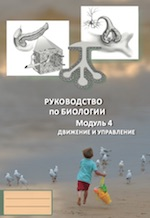 РУКОВОДСТВО
по БИОЛОГИИ
Модуль 4
ДВИЖЕНИЕ И УПРАВЛЕНИЕ